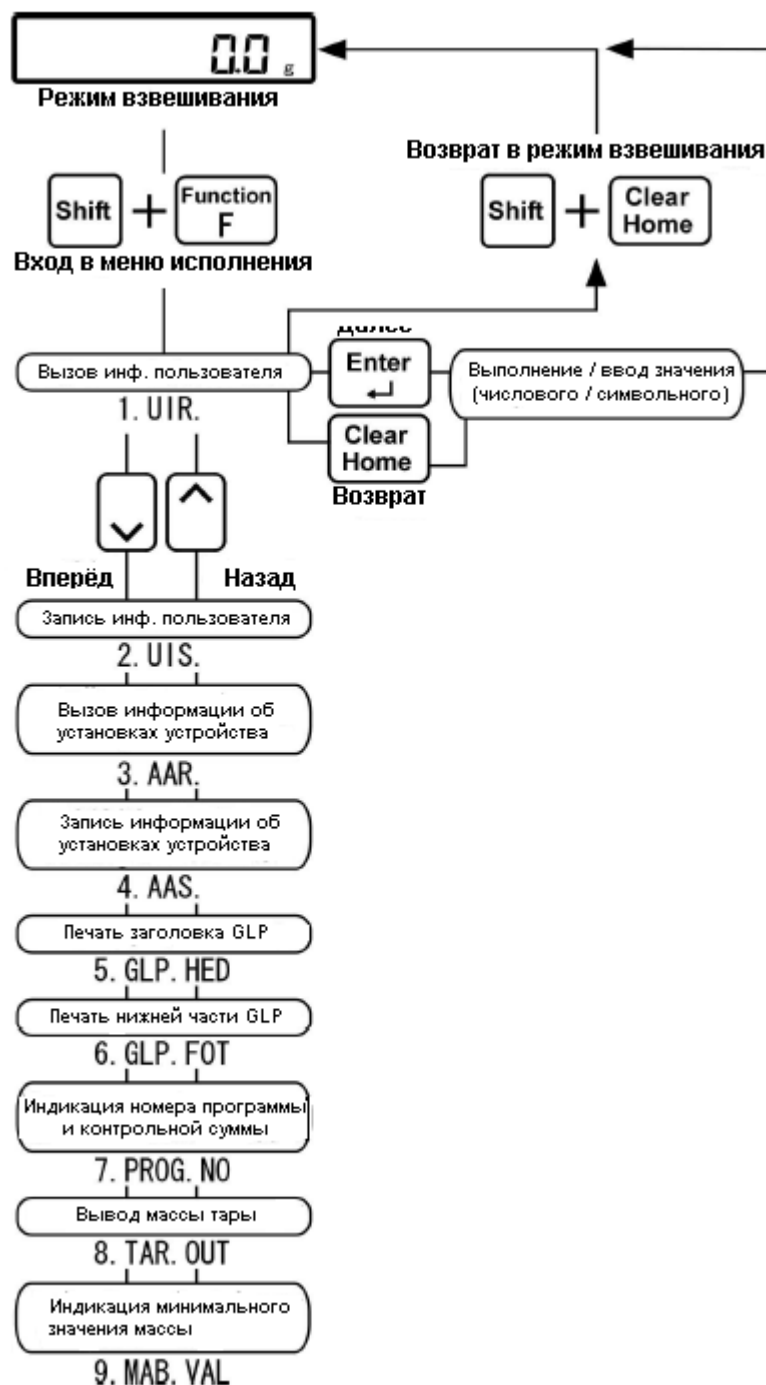 0.0 g
Режим взвешивания
Возврат в режим взвешивания
Shift + Function F
Shift + Clear Home
Вход в меню исполнения
Далее
Вызов инф. пользователя
Enter
Выполнение / ввод значения
(числового / символьного)
1. UIR.
Clear
Home
Возврат
Вперёд
Назад
Запись инф. пользователя
2. UIS.
Вызов информации об
установках устройства
3. AAR.
Запись информации об
установках устройства
4. AAS.
Печать заголовка GLP
5. GLP. HED
Печать нижней части GLP
6. GLP. FOT
Индикация номера программы
и контрольной суммы
7. PROG. NO
Вывод массы тары
8. TAR. OUT
Индикация минимального
значения массы
9. MAB. VAL